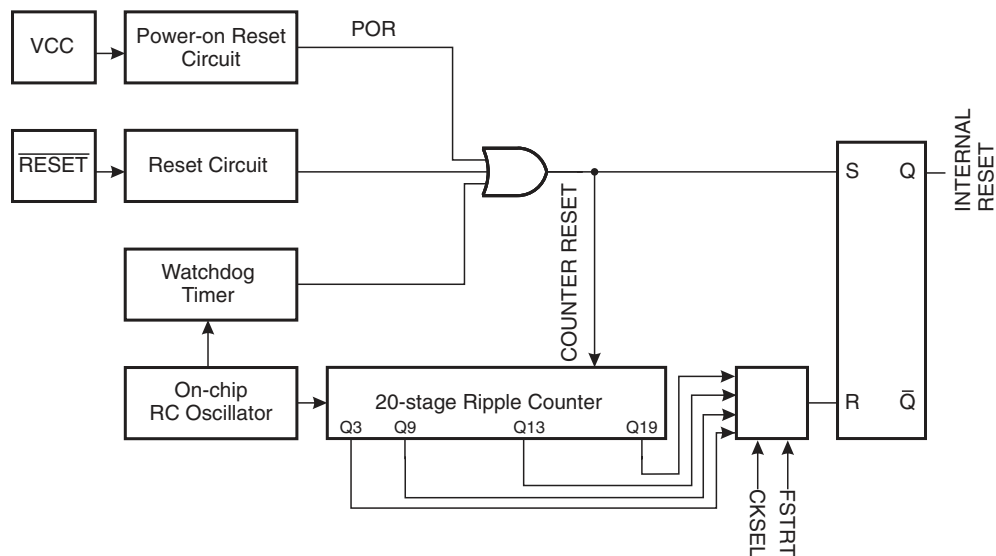 VCC
Power-on Reset
Circuit
POR
RESET
Reset Circuit
Watchdog
Timer
On-chip
RC Oscillator
COUNTER RESET
20-stage Ripple Counter
Q3
Q9
Q13
Q19
CKSEL
FSTRT
S
Q
R
Q̅
INTERNAL
RESET